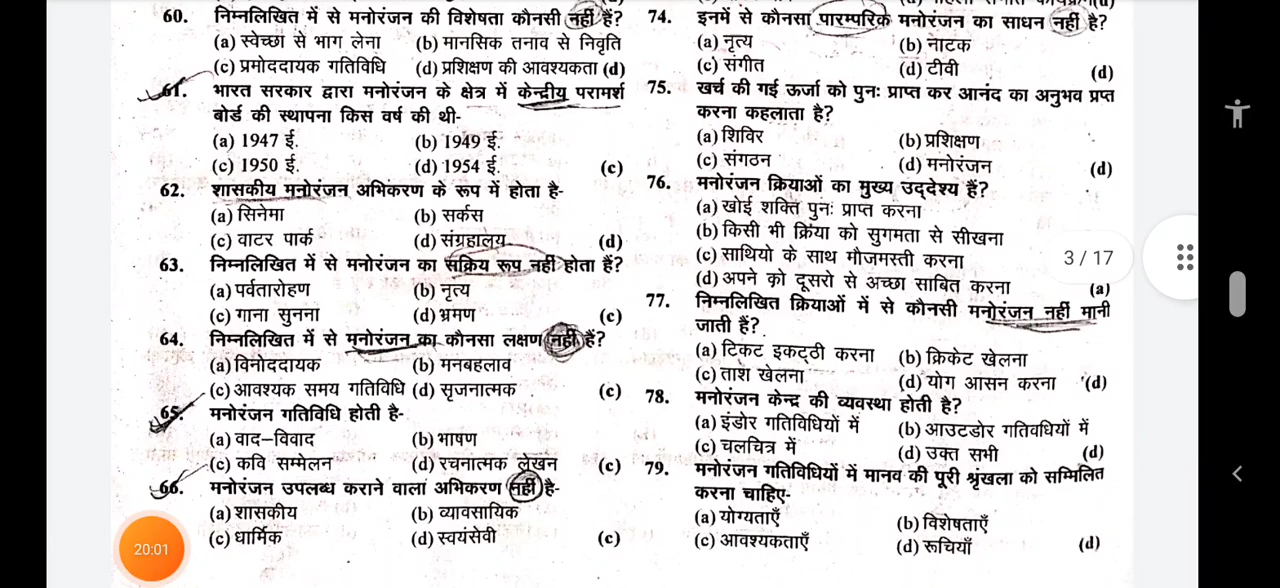 60. निम्नलिखित में से मनोरंजन की विशेषता कौनसी नहीं हैं?
(a) स्वेच्छा से भाग लेना (b) मानसिक तनाव से निवृति
(c) प्रमोददायक गतिविधि (d) प्रशिक्षण की आवश्यकता (d)
61. भारत सरकार द्वारा मनोरंजन के क्षेत्र में केन्द्रीय परामर्श
बोर्ड की स्थापना किस वर्ष की थी-
(a) 1947 ई. (b) 1949 ई.
(c) 1950 ई. (d) 1954 ई. (c)
62. शासकीय मनोरंजन अभिकरण के रूप में होता है-
(a) सिनेमा (b) सर्कस
(c) वाटर पार्क (d) संग्रहालय (d)
63. निम्नलिखित में से मनोरंजन का सक्रिय रूप नहीं होता हैं?
(a) पर्वतारोहण (b) नृत्य
(c) गाना सुनना (d) भ्रमण (c)
64. निम्नलिखित में से मनोरंजन का कौनसा लक्षण नहीं हैं?
(a) विनोददायक (b) मनबहलाव
(c) आवश्यक समय गतिविधि (d) सृजनात्मक (c)
65. मनोरंजन गतिविधि होती है-
(a) वाद-विवाद (b) भाषण
(c) कवि सम्मेलन (d) रचनात्मक लेखन (c)
66. मनोरंजन उपलब्ध कराने वाला अभिकरण नहीं है-
(a) शासकीय (b) व्यावसायिक
(c) धार्मिक (d) स्वयंसेवी (c)
74. इनमें से कौनसा पारम्परिक मनोरंजन का साधन नहीं है?
(a) नृत्य (b) नाटक
(c) संगीत (d) टीवी (d)
75. खर्च की गई ऊर्जा को पुनः प्राप्त कर आनंद का अनुभव प्रप्त
करना कहलाता है?
(a) शिविर (b) प्रशिक्षण
(c) संगठन (d) मनोरंजन (d)
76. मनोरंजन क्रियाओं का मुख्य उद्देश्य हैं?
(a) खोई शक्ति पुनः प्राप्त करना
(b) किसी भी क्रिया को सुगमता से सीखना
(c) साथियो के साथ मौजमस्ती करना
(d) अपने को दूसरो से अच्छा साबित करना (a)
77. निम्नलिखित क्रियाओं में से कौनसी मनोरंजन नहीं मानी
जाती हैं?
(a) टिकट इकट्ठी करना (b) क्रिकेट खेलना
(c) ताश खेलना (d) योग आसन करना (d)
78. मनोरंजन केन्द्र की व्यवस्था होती है?
(a) इंडोर गतिविधियों में (b) आउटडोर गतिवधियों में
(c) चलचित्र में (d) उक्त सभी (d)
79. मनोरंजन गतिविधियों में मानव की पूरी श्रृंखला को सम्मिलित
करना चाहिए-
(a) योग्यताएँ (b) विशेषताएँ
(c) आवश्यकताएँ (d) रूचियाँ (d)
3 / 17
20:01